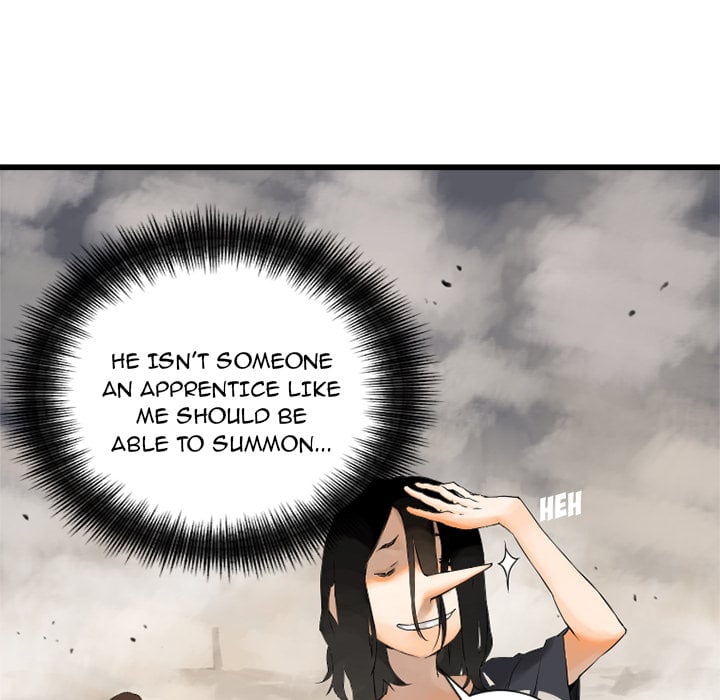 HE ISN'T SOMEONE
AN APPRENTICE LIKE
ME SHOULD BE
ABLE TO SUMMON...
HEH